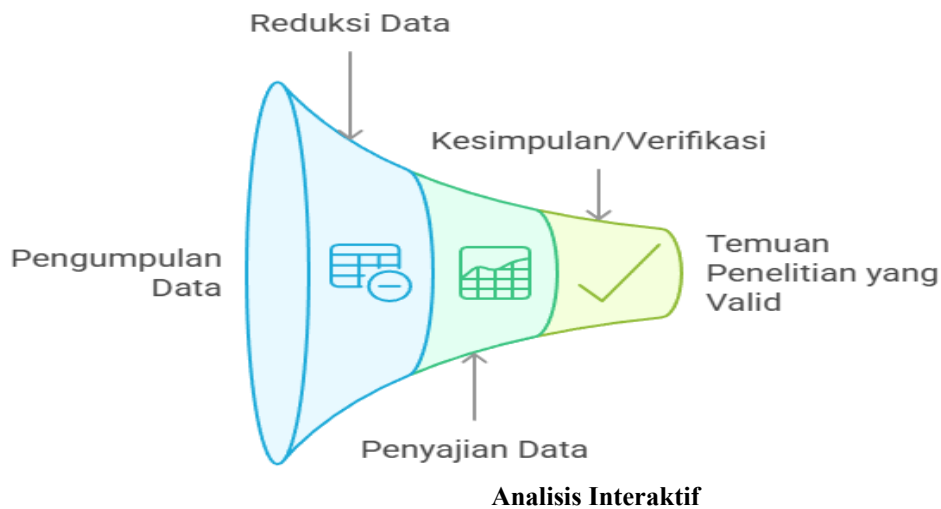 Reduksi Data
Kesimpulan/Verifikasi
Pengumpulan
Data
Temuan
Penelitian yang
Valid
Penyajian Data
Analisis Interaktif